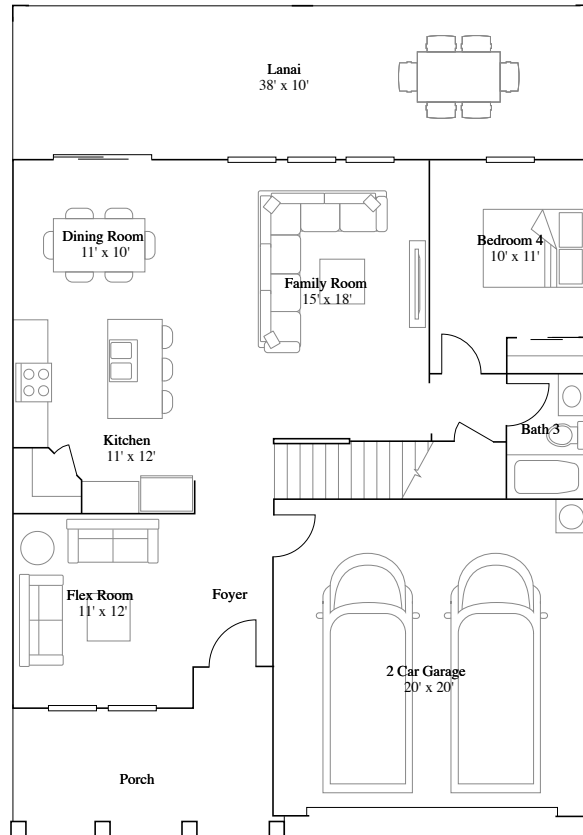 Lanai
38' x 10'
Dining Room
11' x 10'
Bedroom 4
10' x 11'
Family Room
15' x 18'
Bath 3
Kitchen
11' x 12'
Flex Room
11' x 12'
Foyer
2 Car Garage
20' x 20'
Porch